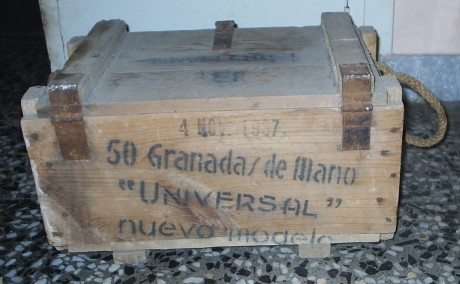 4 NOV. 1937.
50 Granadas de Mano
"UNIVERSAL"
nuevo modelo